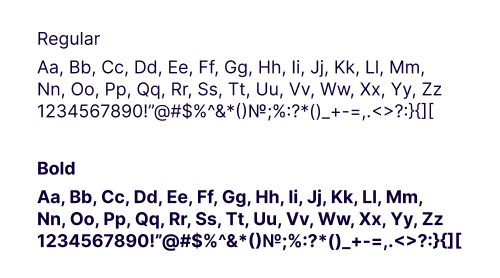 Regular
Aa, Bb, Cc, Dd, Ee, Ff, Gg, Hh, Ii, Jj, Kk, Ll, Mm,
Nn, Oo, Pp, Qq, Rr, Ss, Tt, Uu, Vv, Ww, Xx, Yy, Zz
1234567890!”@#$%^&*()№;%:?*()_+-=,.<>?:}{][
Bold
Aa, Bb, Cc, Dd, Ee, Ff, Gg, Hh, Ii, Jj, Kk, Ll, Mm,
Nn, Oo, Pp, Qq, Rr, Ss, Tt, Uu, Vv, Ww, Xx, Yy, Zz
1234567890!”@#$%^&*()№;%:?*()_+-=,.<>?:}{][